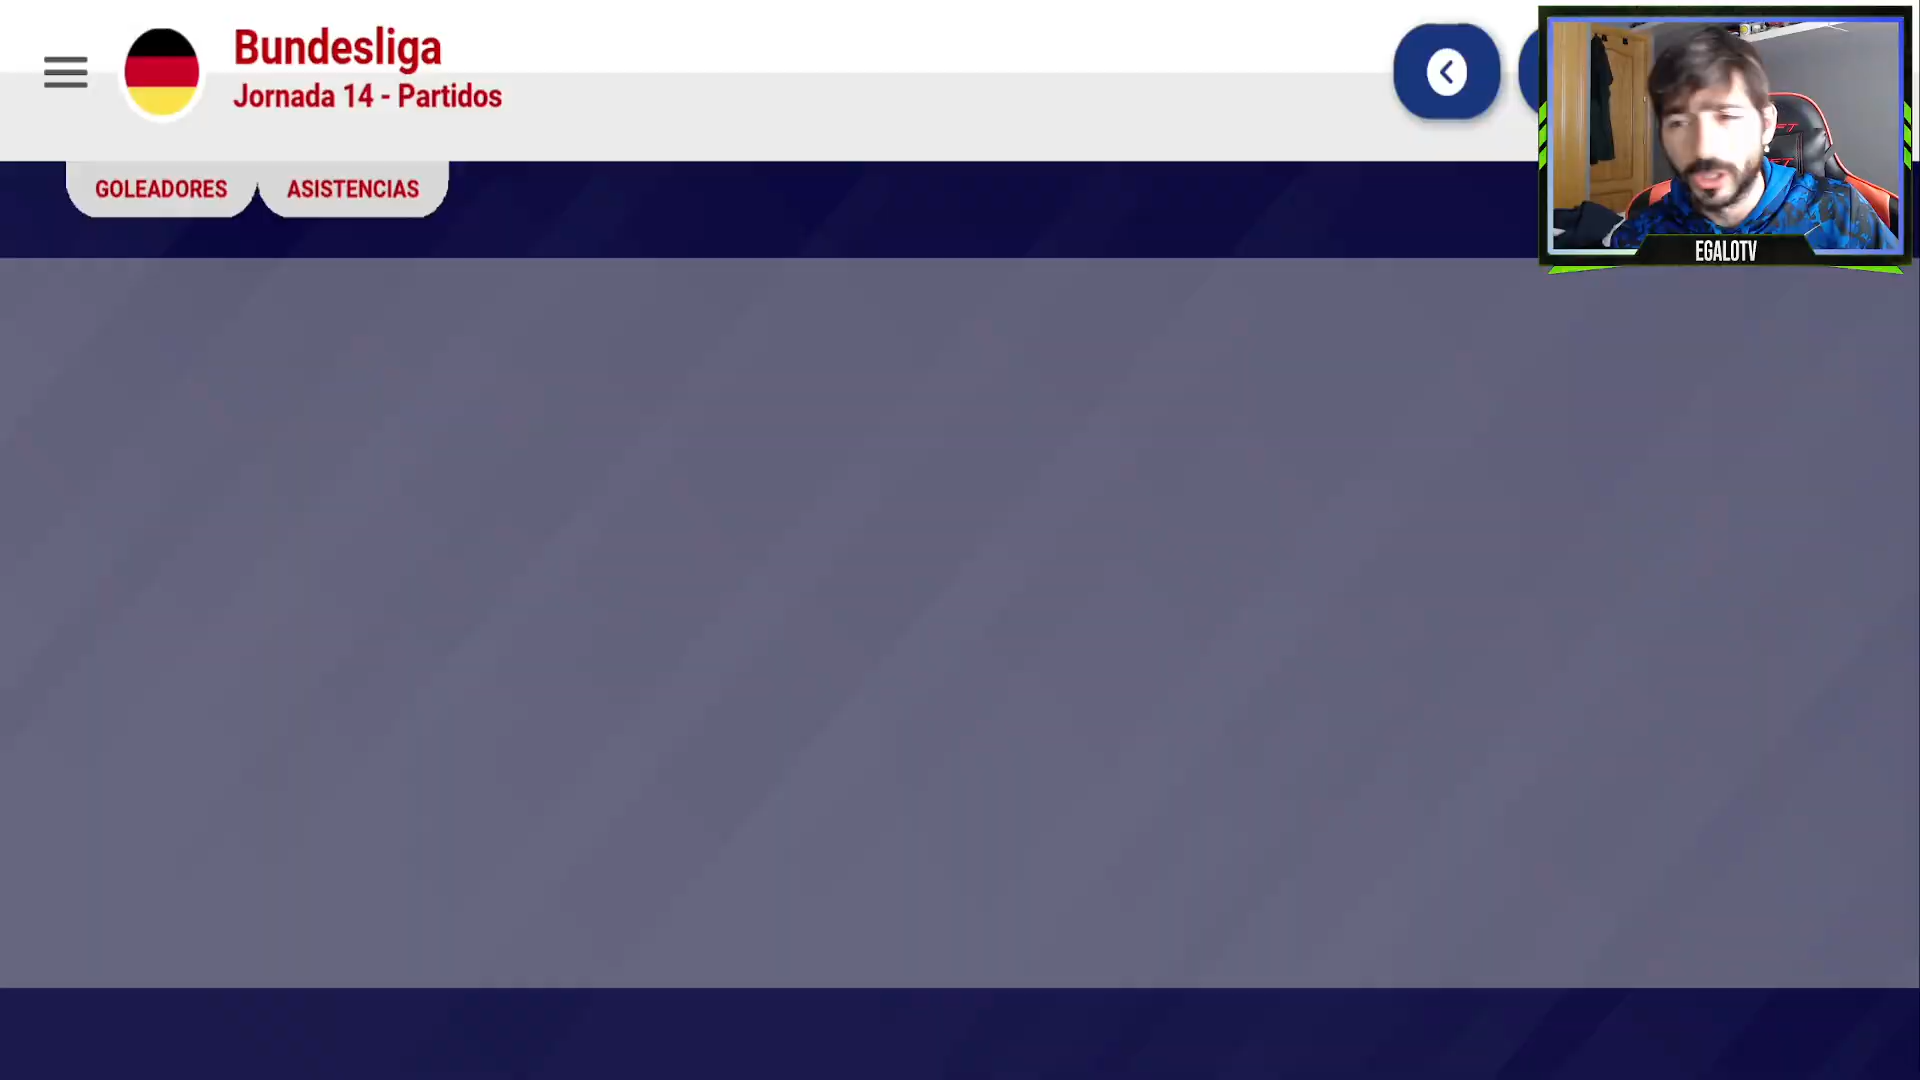 Bundesliga
Jornada 14 - Partidos
GOLEADORES
ASISTENCIAS
EGALOTV